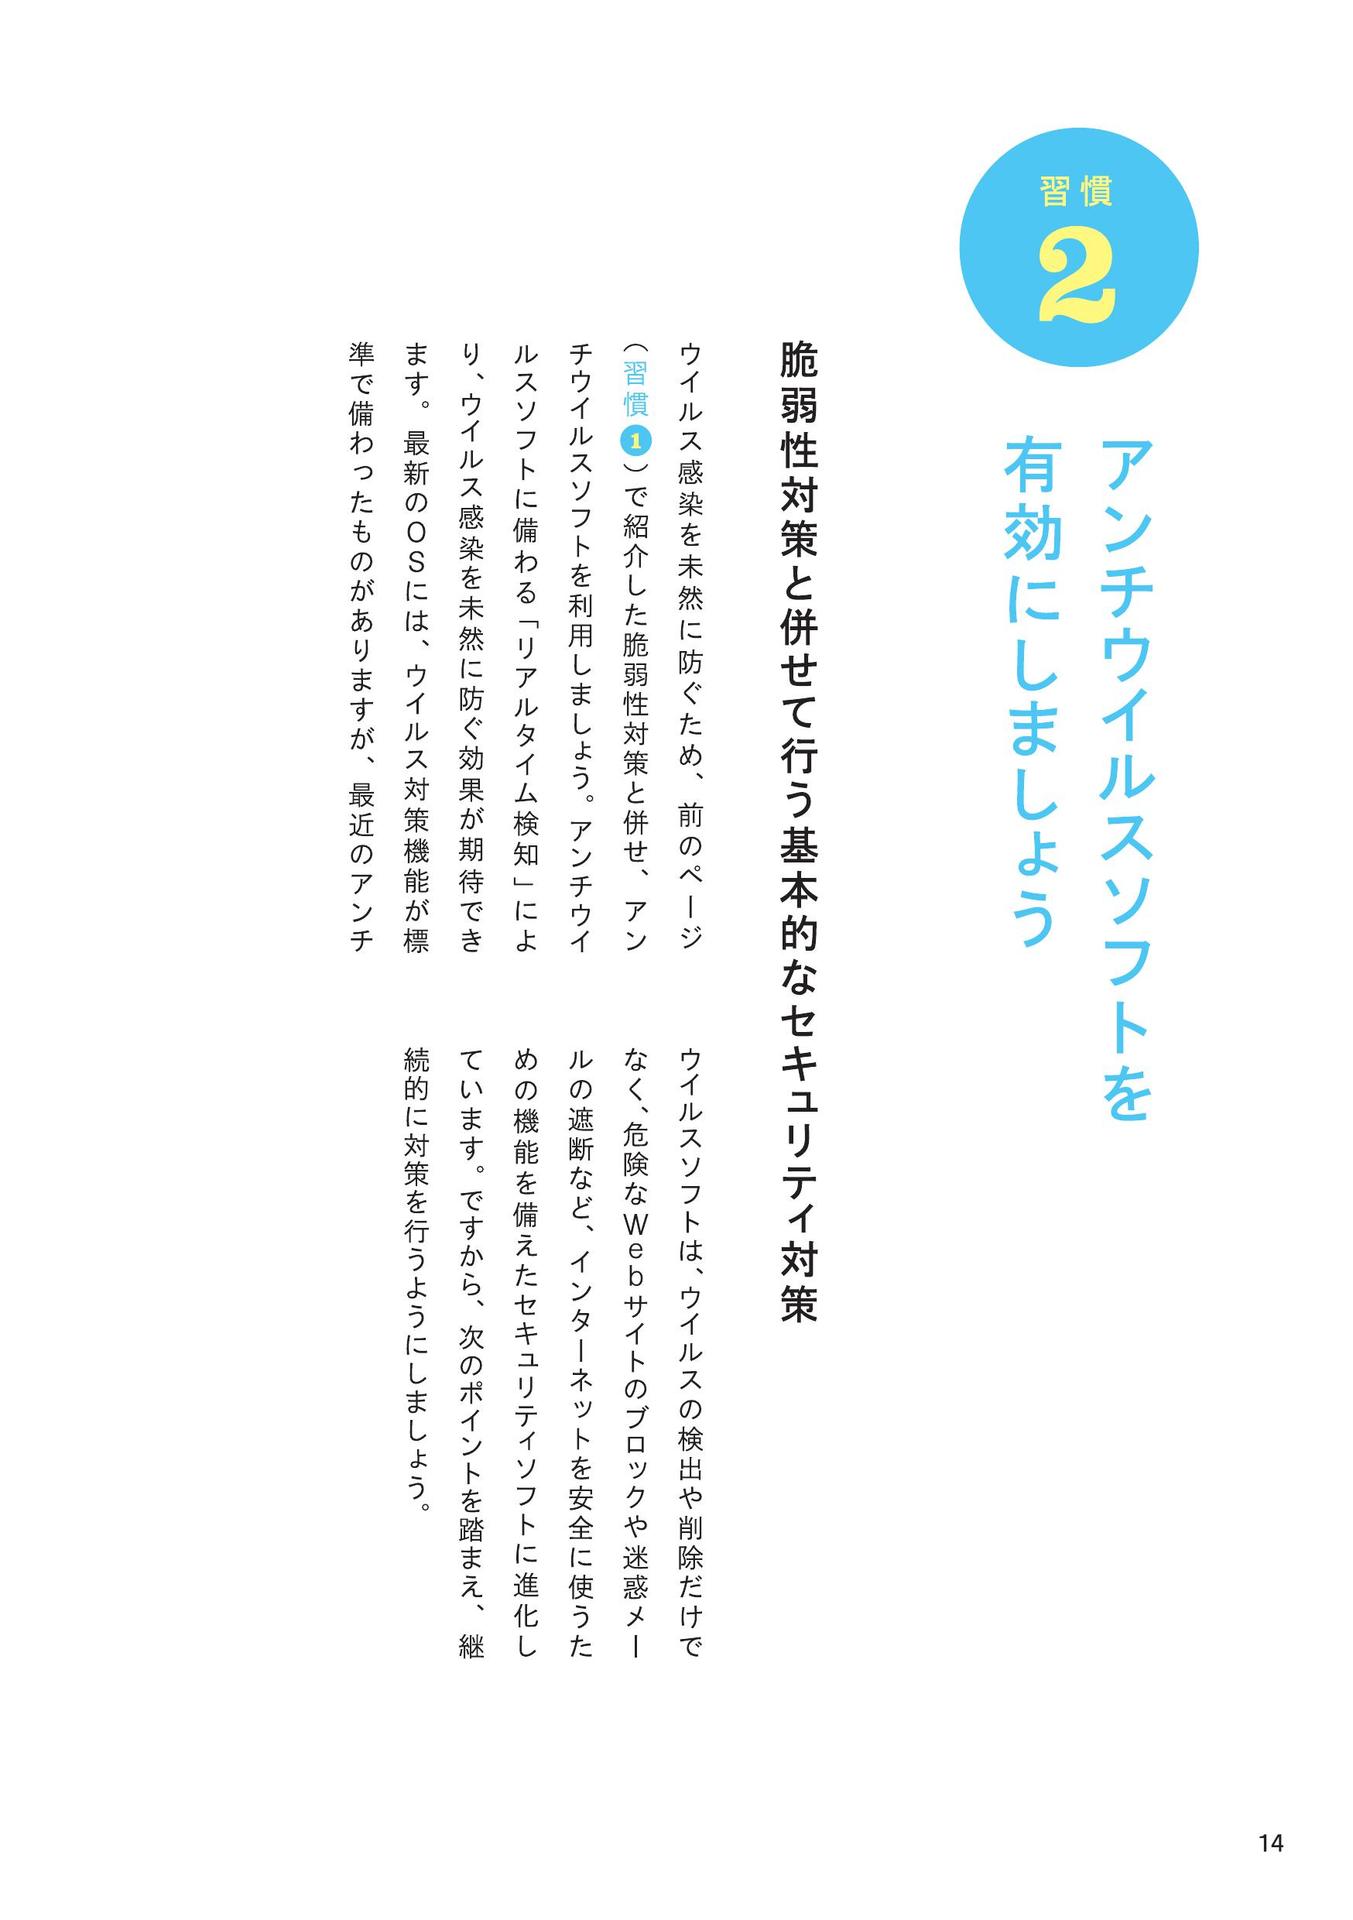 習慣
2
アンチウイルスソフトを
有効にしましょう
脆弱性対策と併せて行う基本的なセキュリティ対策
ウイルス感染を未然に防ぐため、前のページ
（習慣1）で紹介した脆弱性対策と併せ、アン
チウイルスソフトを利用しましょう。アンチウイ
ルスソフトに備わる「リアルタイム検知」によ
り、ウイルス感染を未然に防ぐ効果が期待でき
ます。最新のOSには、ウイルス対策機能が標
準で備わったものがありますが、最近のアンチ
ウイルスソフトは、ウイルスの検出や削除だけで
なく、危険なWebサイトのブロックや迷惑メー
ルの遮断など、インターネットを安全に使うた
めの機能を備えたセキュリティソフトに進化し
ています。ですから、次のポイントを踏まえ、継
続的に対策を行うようにしましょう。
14